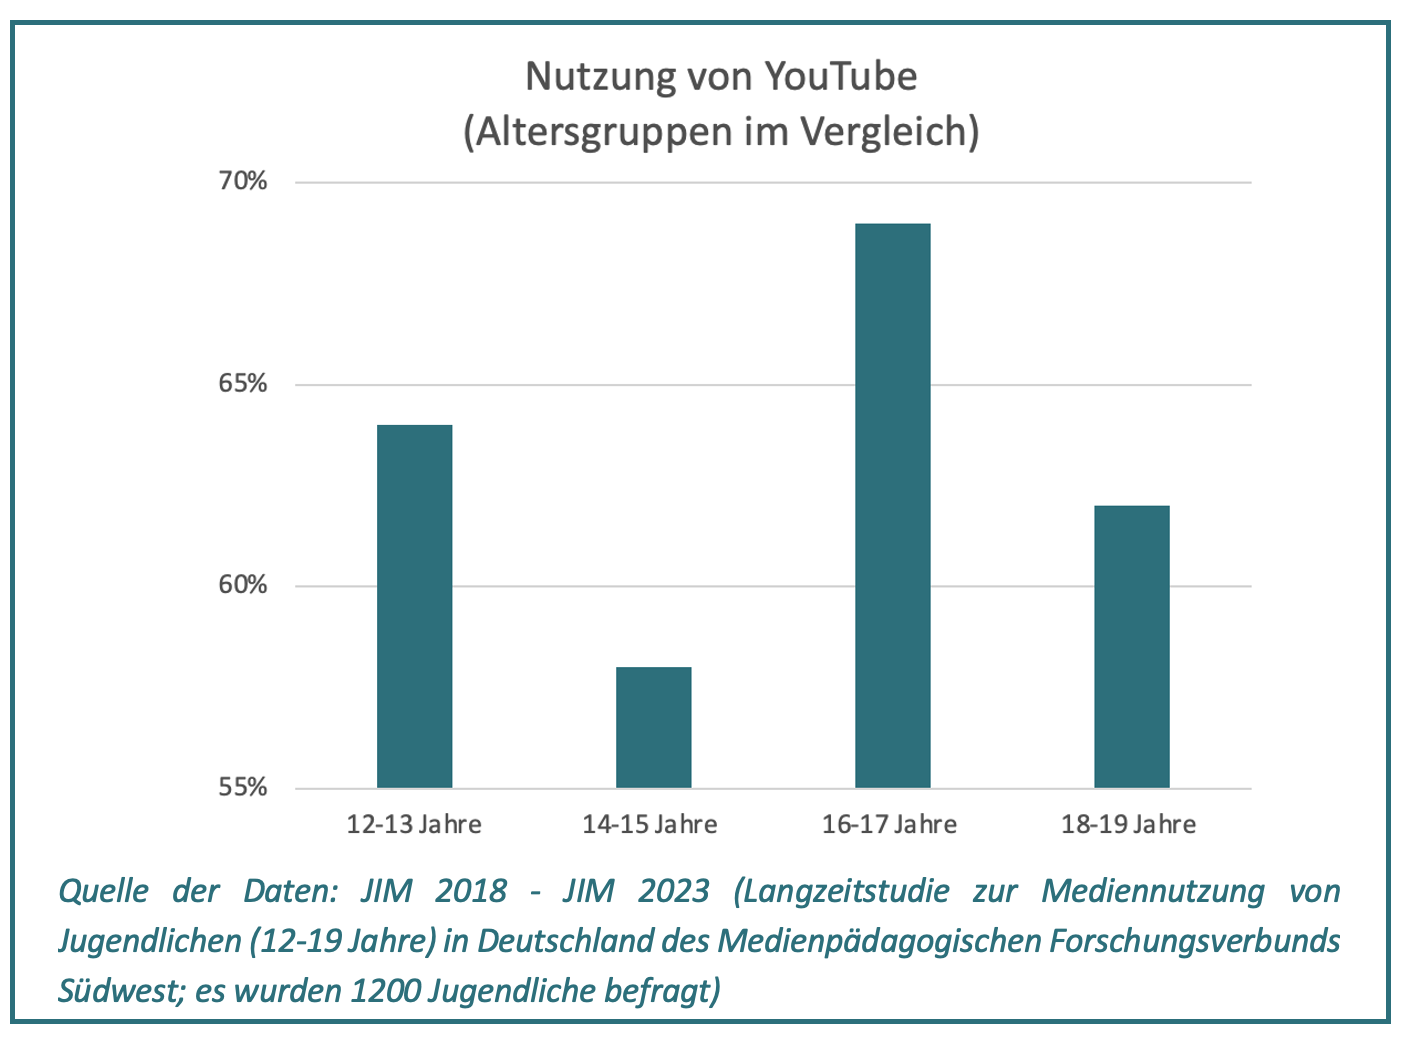 Nutzung von YouTube
(Altersgruppen im Vergleich)
70%
65%
60%
55%
12-13 Jahre
14-15 Jahre
16-17 Jahre
18-19 Jahre
Quelle der Daten: JIM 2018 - JIM 2023 (Langzeitstudie zur Mediennutzung von
Jugendlichen (12-19 Jahre) in Deutschland des Medienpädagogischen Forschungsverbunds
Südwest; es wurden 1200 Jugendliche befragt)